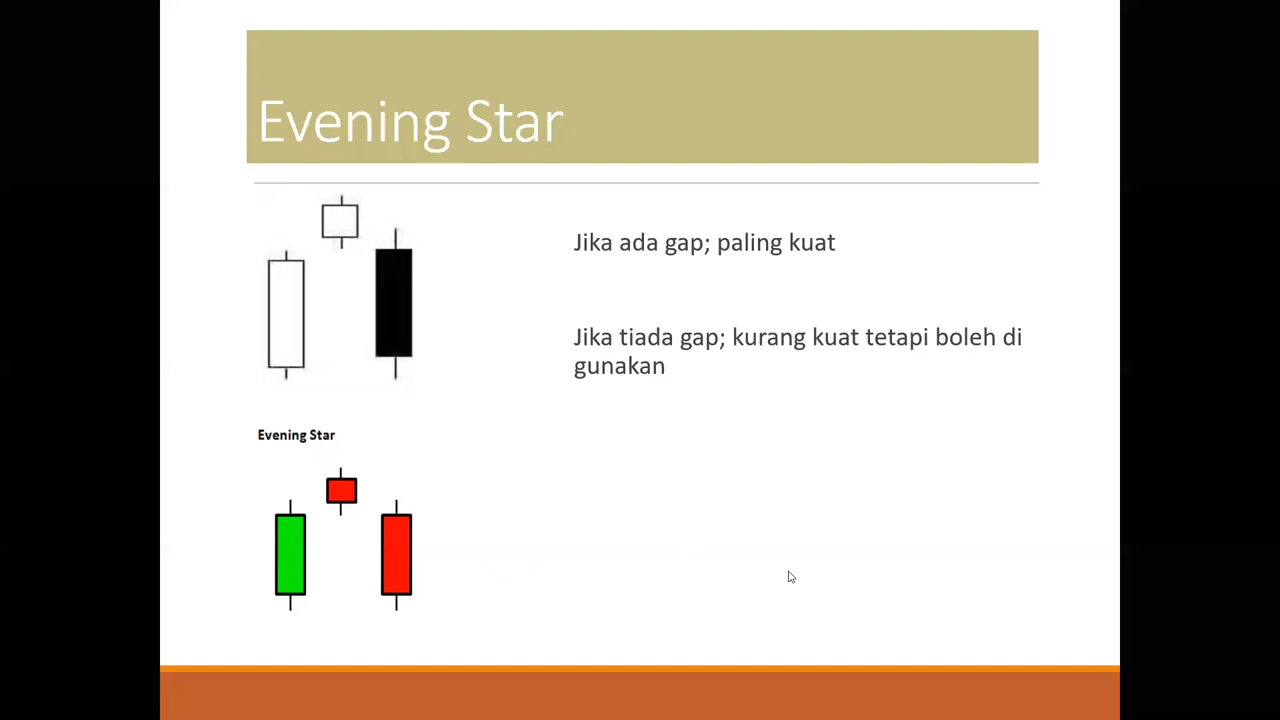 Evening Star
Jika ada gap; paling kuat
Jika tiada gap; kurang kuat tetapi boleh di
gunakan
Evening Star